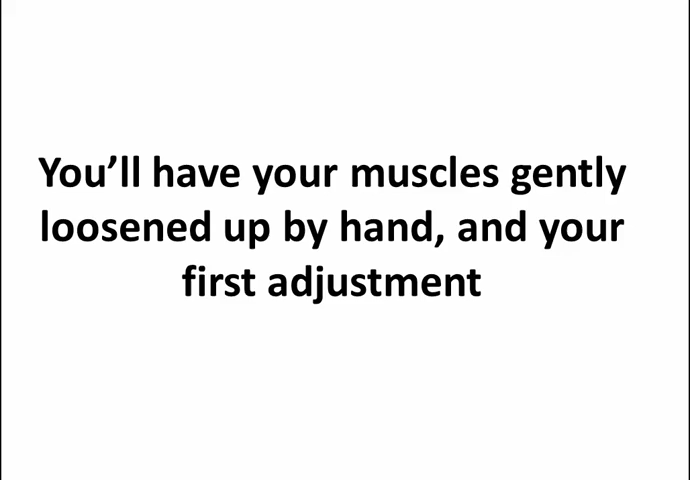 You’ll have your muscles gently
loosened up by hand, and your
first adjustment